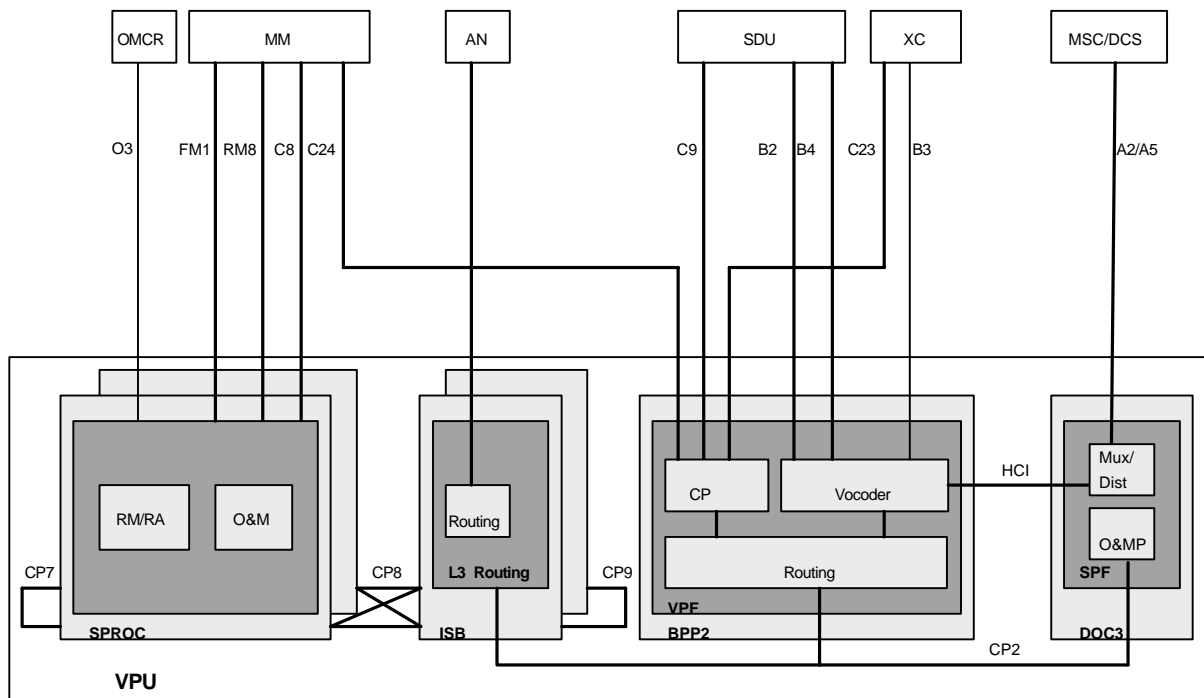 OMCR
MM
AN
SDU
XC
MSC/DCS
O3
FM1
RM8
C8
C24
C9
B2
B4
C23
B3
A2/A5
HCI
Mux/
Dist
CP
Vocoder
RM/RA
O&M
Routing
O&MP
CP7
CP8
L3 Routing
CP9
Routing
SPF
VPF
SPROC
ISB
BPP2
DOC3
CP2
VPU